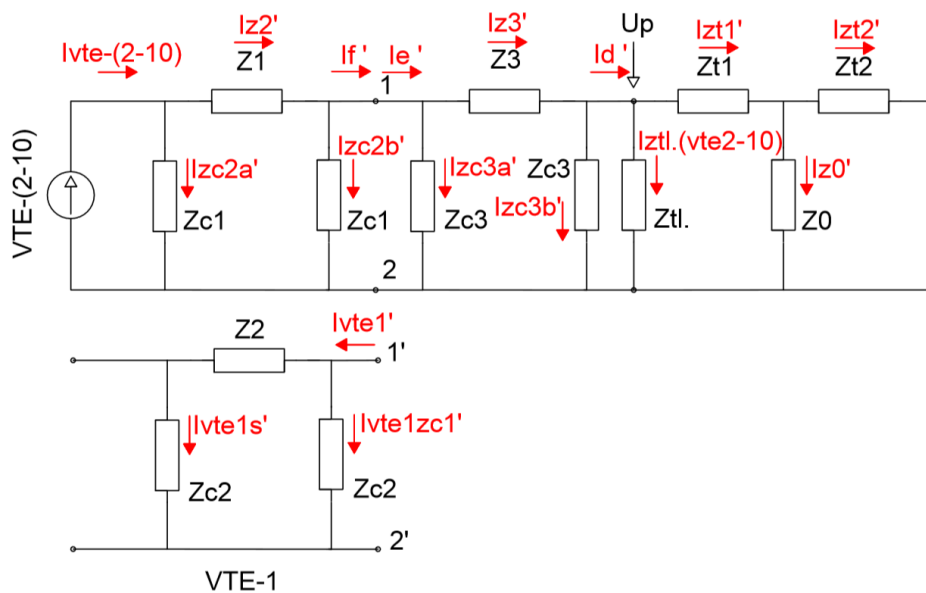 Ivte-(2-10)
Iz2'
Z1
If '
Ie '
1
Iz3'
Z3
Id '
Up
Izt1'
Zt1
Izt2'
Zt2
VTE-(2-10)
Izc2a'
Zc1
Izc2b'
Zc1
Izc3a'
Zc3
Zc3
Izc3b'
Iztl.(vte2-10)
Ztl.
Iz0'
Z0
2
Z2
Ivte1'
1'
Ivte1s'
Zc2
Ivte1zc1'
Zc2
2'
VTE-1